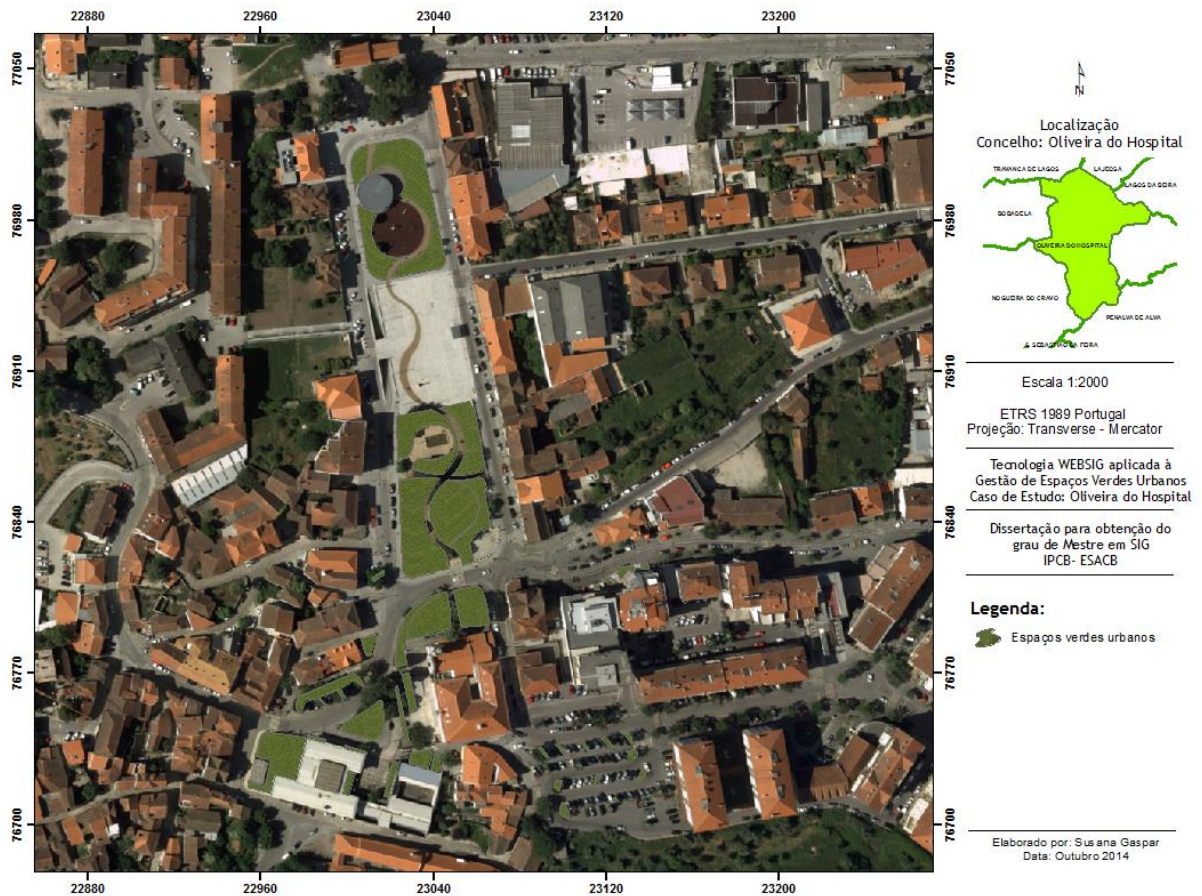 22880 22960 23040 23120 23200
77050 77050
76980 76980
76910 76910
76840 76840
76770 76770
76700 76700
22880 22960 23040 23120 23200
N
Localização
Concelho: Oliveira do Hospital
TRAVANCA DE LAGOS LAJEOSA
LAGOS DA BEIRA
BOBADELA
OLIVEIRA DO HOSPITAL
NOGUEIRA DO CRAVO
PENALVA DE ALVA
S. SEBASTIAO DA FEIRA
Escala 1:2000
ETRS 1989 Portugal
Projeção: Transverse - Mercator
Tecnologia WEBSIG aplicada à
Gestão de Espaços Verdes Urbanos
Caso de Estudo: Oliveira do Hospital
Dissertação para obtenção do
grau de Mestre em SIG
IPCB- ESACB
Legenda:
Espaços verdes urbanos
Elaborado por: Susana Gaspar
Data: Outubro 2014